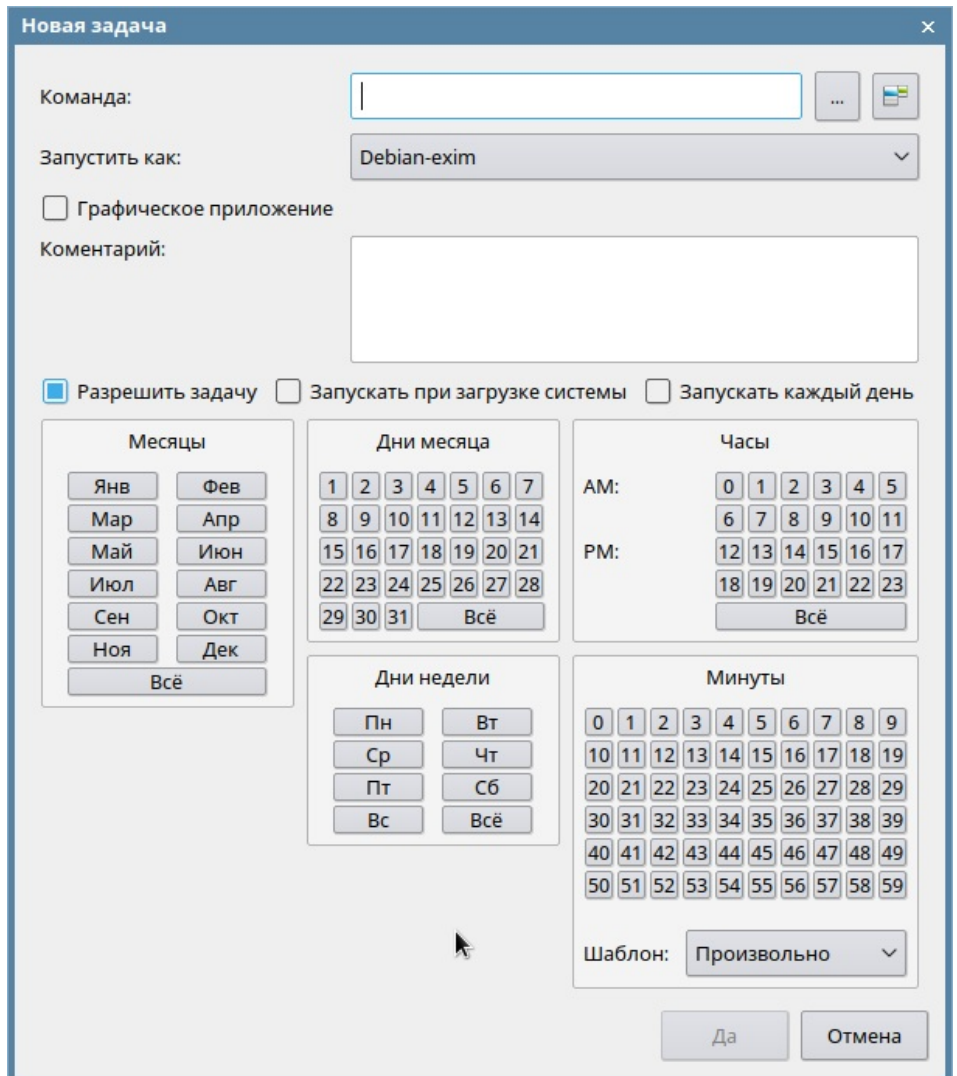 Новая задача
Команда:
...
Запустить как:
Debian-exim
Графическое приложение
Коментарий:
Разрешить задачу Запускать при загрузке системы Запускать каждый день
Месяцы
Янв Фев
Мар Апр
Май Июн
Июл Авг
Сен Окт
Ноя Дек
Всё
Дни месяца
1 2 3 4 5 6 7
8 9 10 11 12 13 14
15 16 17 18 19 20 21
22 23 24 25 26 27 28
29 30 31 Всё
Часы
AM: 0 1 2 3 4 5
6 7 8 9 10 11
PM: 12 13 14 15 16 17
18 19 20 21 22 23
Всё
Дни недели
Пн Вт
Ср Чт
Пт Сб
Вс Всё
Минуты
0 1 2 3 4 5 6 7 8 9
10 11 12 13 14 15 16 17 18 19
20 21 22 23 24 25 26 27 28 29
30 31 32 33 34 35 36 37 38 39
40 41 42 43 44 45 46 47 48 49
50 51 52 53 54 55 56 57 58 59
Шаблон: Произвольно
Да Отмена